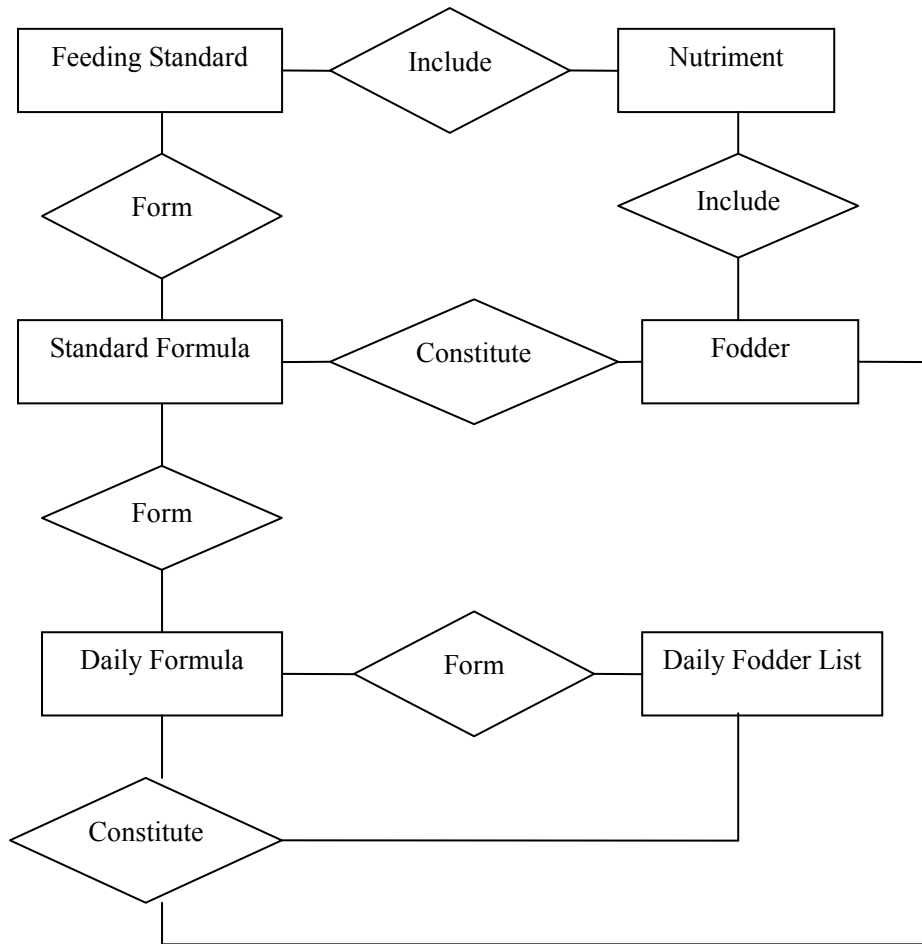 Feeding Standard
Include
Nutriment
Form
Include
Standard Formula
Constitute
Fodder
Form
Daily Formula
Form
Daily Fodder List
Constitute